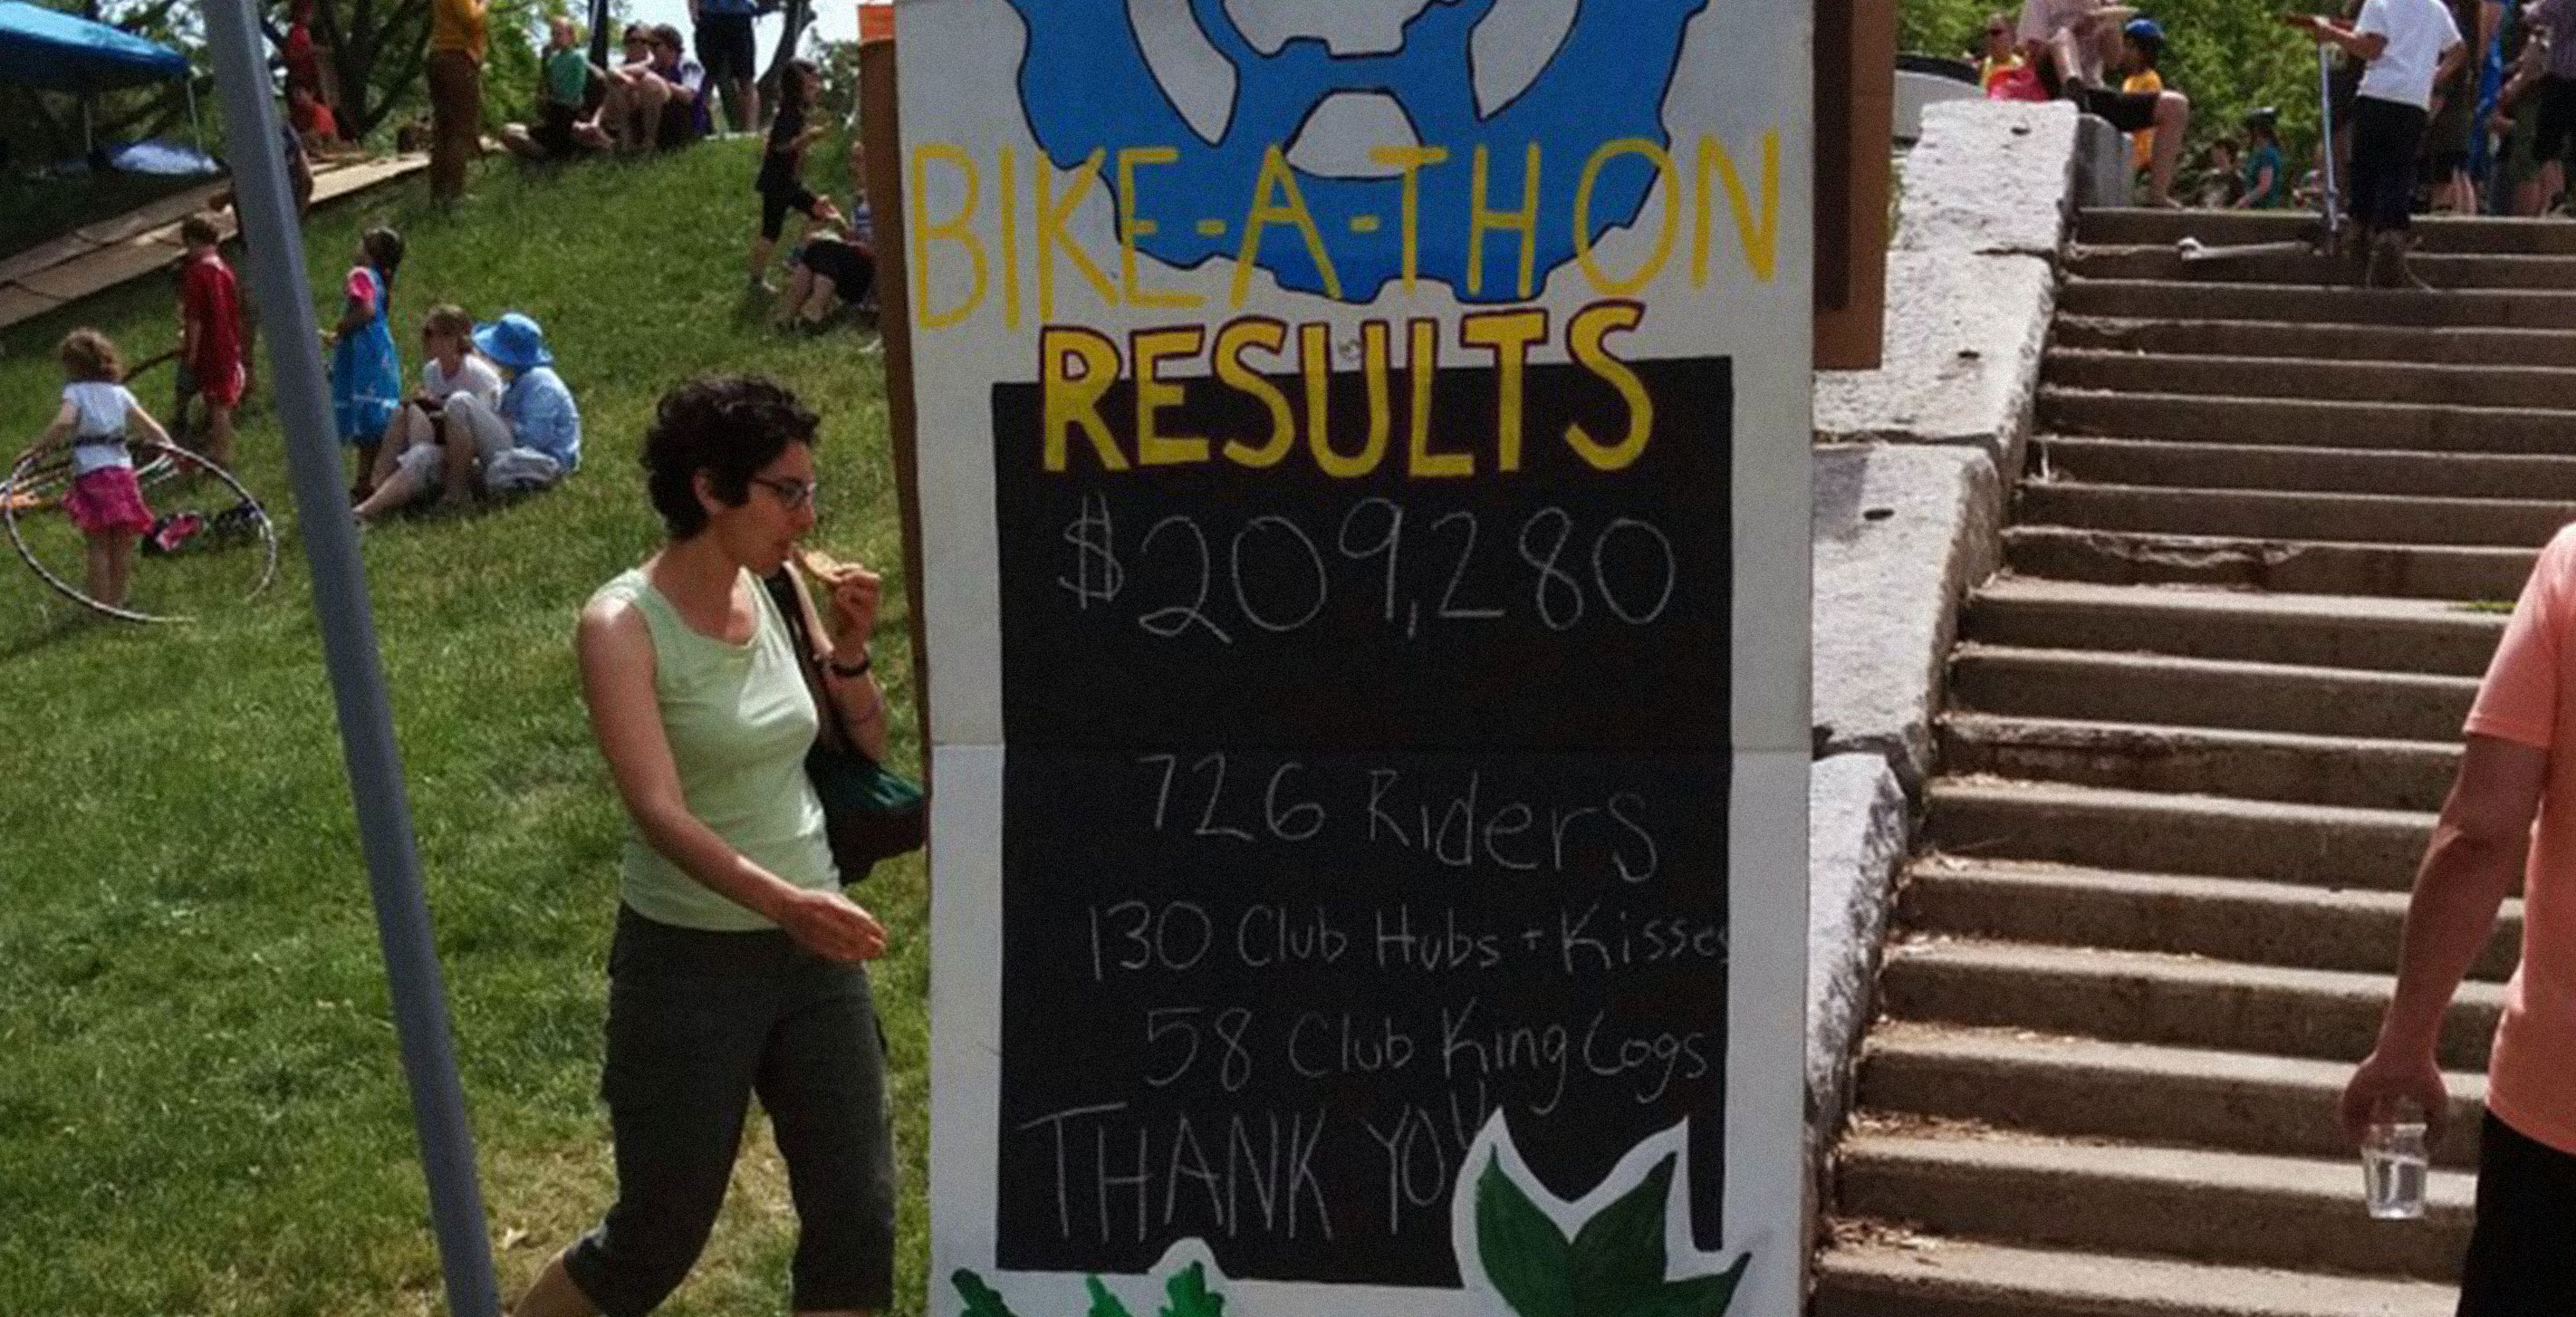 BIKE-A-THON
RESULTS
$209,280
726 Riders
130 Club Hubs + Kisses
58 Club King Cogs
THANK YOU